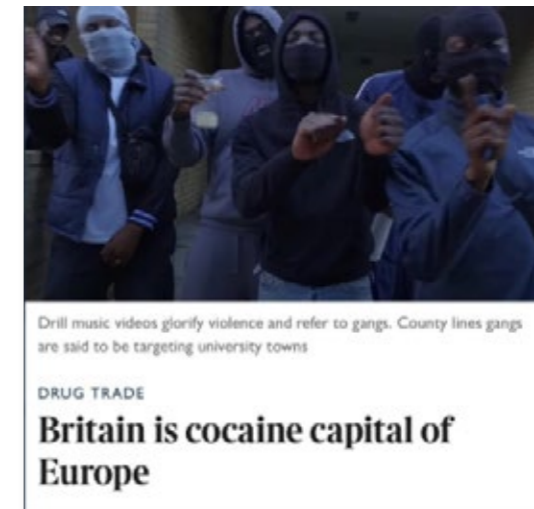 Drill music videos glorify violence and refer to gangs. County lines gangs
are said to be targeting university towns
DRUG TRADE
Britain is cocaine capital of
Europe